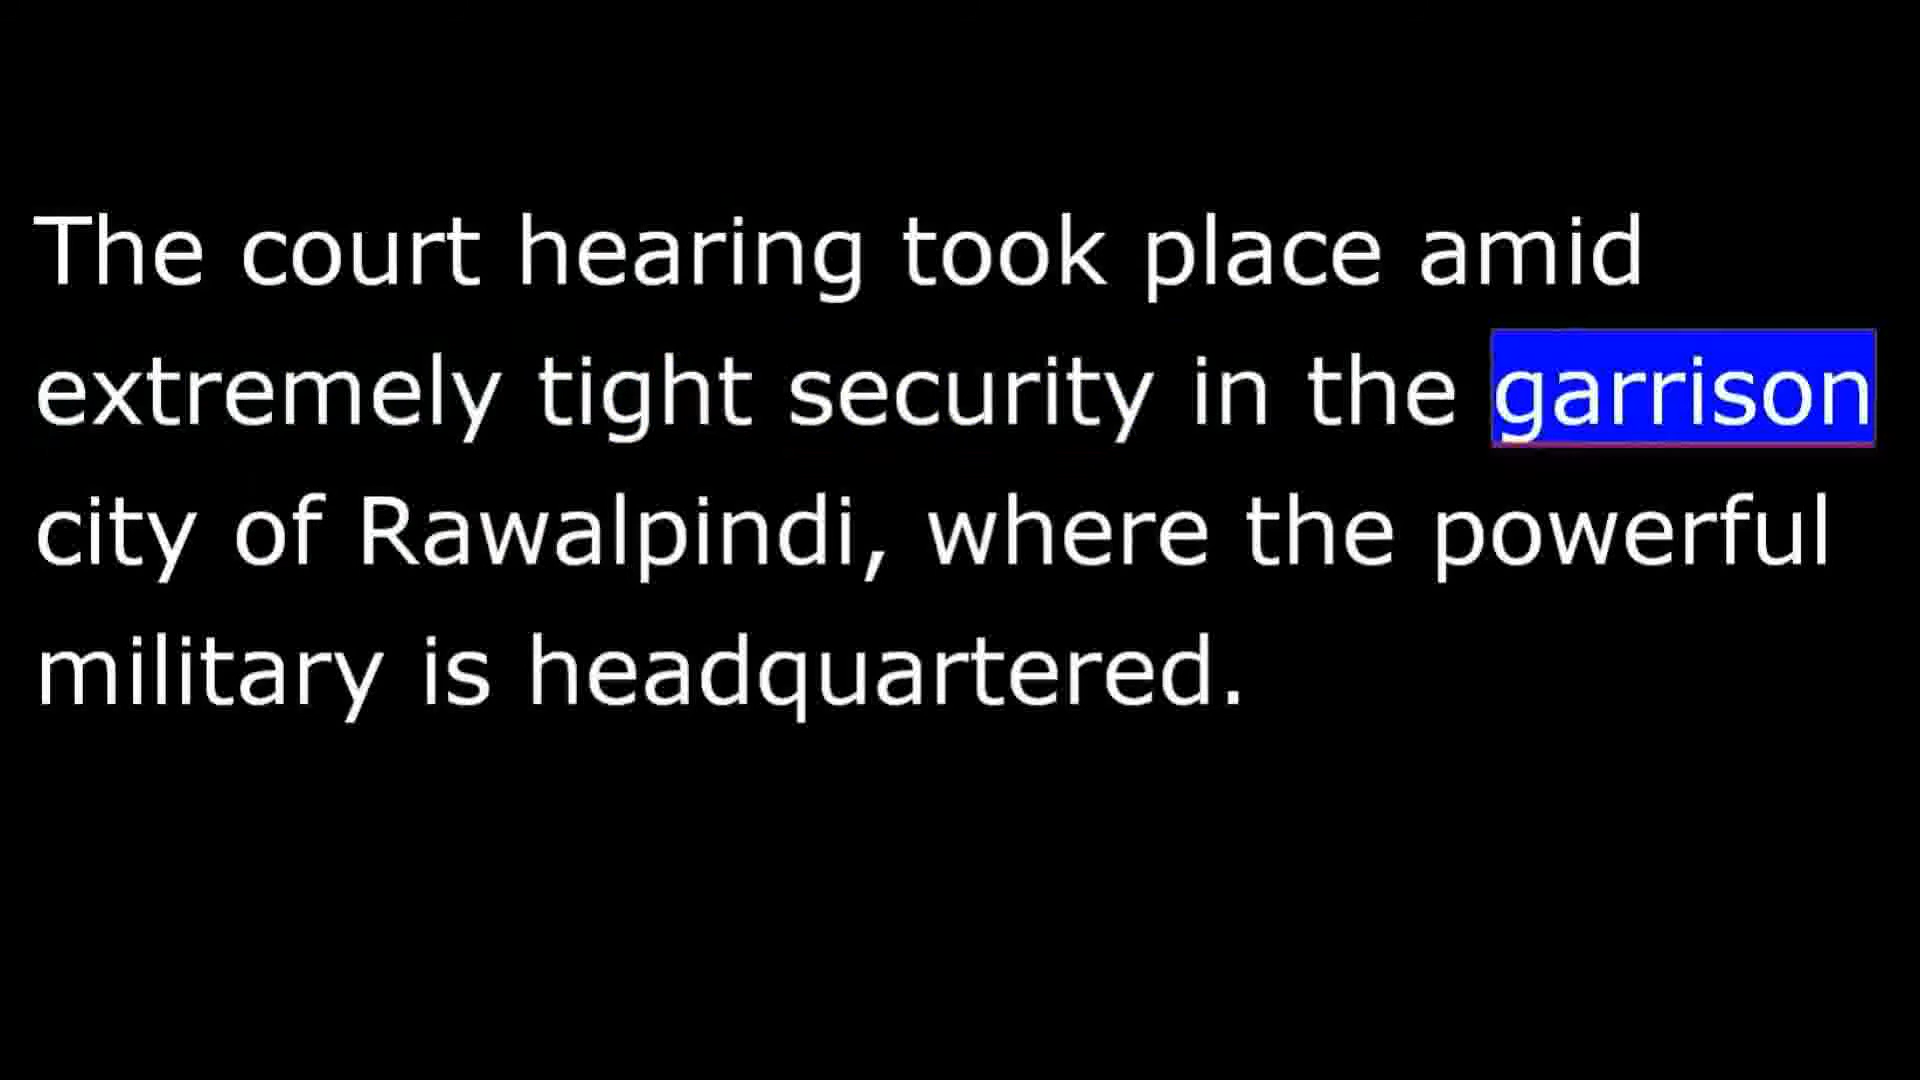 The court hearing took place amid
extremely tight security in the garrison
city of Rawalpindi, where the powerful
military is headquartered.